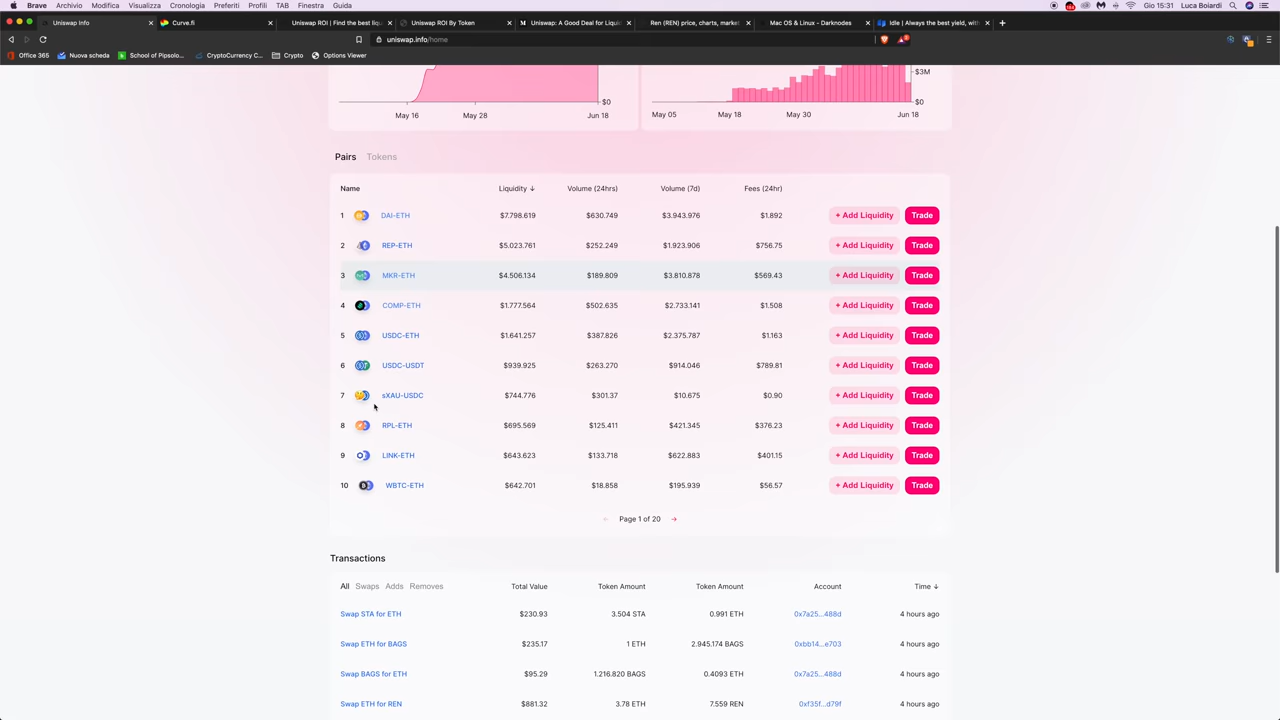 Brave Archivio Modifica Visualizza Cronologia Preferiti Profili TAB Finestra Guida Gio 15:31 Luca Boiardi
Uniswap Info Curve.fi Uniswap ROI | Find the best liqu Uniswap ROI By Token Uniswap: A Good Deal for Liquid Ren (REN) price, charts, market Mac OS & Linux - Darknodes Idle | Always the best yield, with
uniswap.info/home
Office 365 Nuova scheda School of Pipsolo... CryptoCurrency C... Crypto Options Viewer
$3M
$0 $0
May 16 May 28 Jun 18 May 05 May 18 May 30 Jun 18
Pairs Tokens
Name Liquidity ↓ Volume (24hrs) Volume (7d) Fees (24hr)
1 DAI-ETH $7.798.619 $630.749 $3.943.976 $1.892 + Add Liquidity Trade
2 REP-ETH $5.023.761 $252.249 $1.923.906 $756.75 + Add Liquidity Trade
3 MKR-ETH $4.506.134 $189.809 $3.810.878 $569.43 + Add Liquidity Trade
4 COMP-ETH $1.777.564 $502.635 $2.733.141 $1.508 + Add Liquidity Trade
5 USDC-ETH $1.641.257 $387.826 $2.375.787 $1.163 + Add Liquidity Trade
6 USDC-USDT $939.925 $263.270 $914.046 $789.81 + Add Liquidity Trade
7 sXAU-USDC $744.776 $301.37 $10.675 $0.90 + Add Liquidity Trade
8 RPL-ETH $695.569 $125.411 $421.345 $376.23 + Add Liquidity Trade
9 LINK-ETH $643.623 $133.718 $622.883 $401.15 + Add Liquidity Trade
10 WBTC-ETH $642.701 $18.858 $195.939 $56.57 + Add Liquidity Trade
← Page 1 of 20 →
Transactions
All Swaps Adds Removes Total Value Token Amount Token Amount Account Time ↓
Swap STA for ETH $230.93 3.504 STA 0.991 ETH 0x7a25...488d 4 hours ago
Swap ETH for BAGS $235.17 1 ETH 2.945.174 BAGS 0xbb14...e703 4 hours ago
Swap BAGS for ETH $95.29 1.216.820 BAGS 0.4093 ETH 0x7a25...488d 4 hours ago
Swap ETH for REN $881.32 3.78 ETH 7.559 REN 0xf35f...d79f 4 hours ago